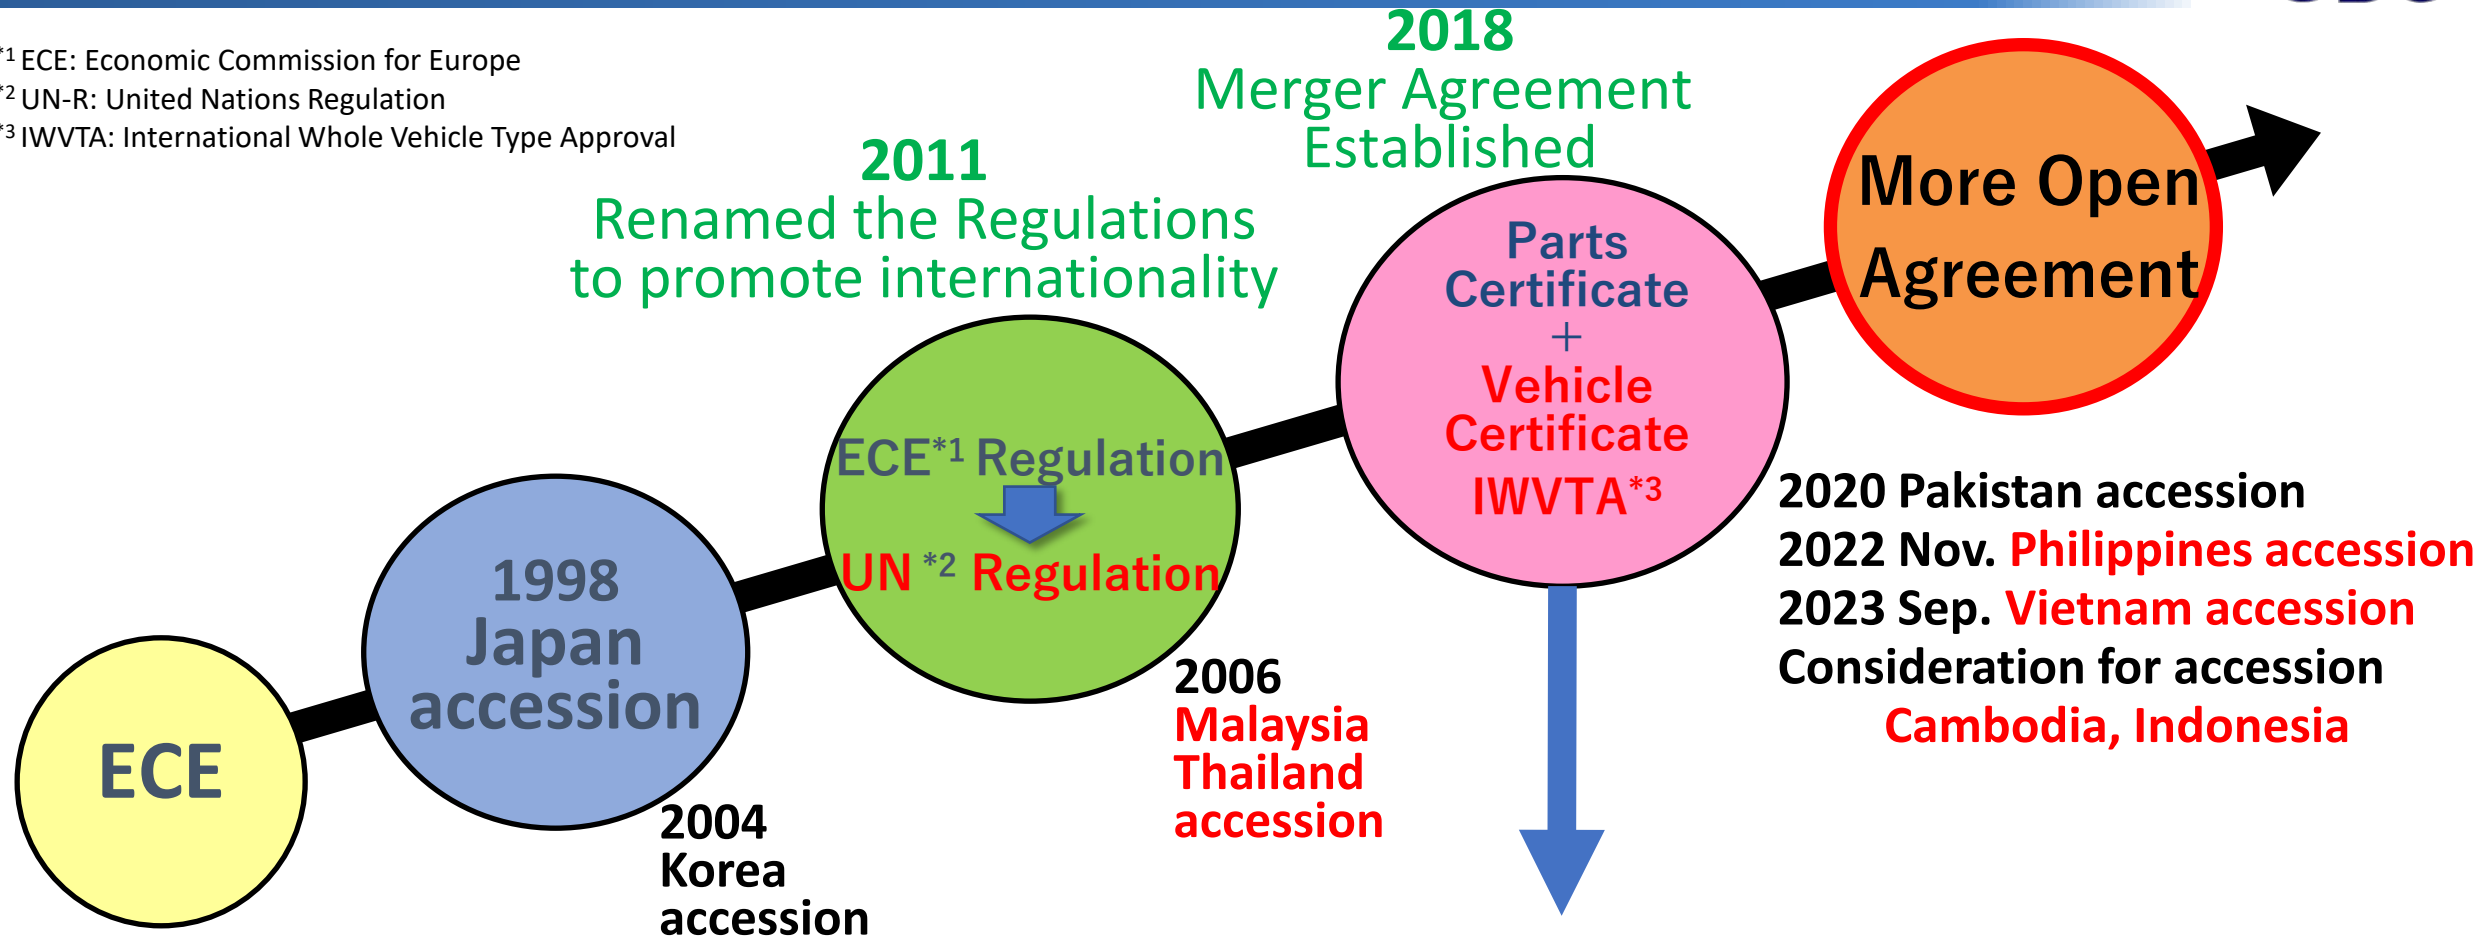 *1 ECE: Economic Commission for Europe
*2 UN-R: United Nations Regulation
*3 IWVTA: International Whole Vehicle Type Approval
2018
Merger Agreement
Established
2011
Renamed the Regulations
to promote internationality
ECE
1998
Japan
accession
2004
Korea
accession
ECE*1 Regulation
UN *2 Regulation
2006
Malaysia
Thailand
accession
Parts
Certificate
+
Vehicle
Certificate
IWVTA*3
More Open
Agreement
2020 Pakistan accession
2022 Nov. Philippines accession
2023 Sep. Vietnam accession
Consideration for accession
Cambodia, Indonesia